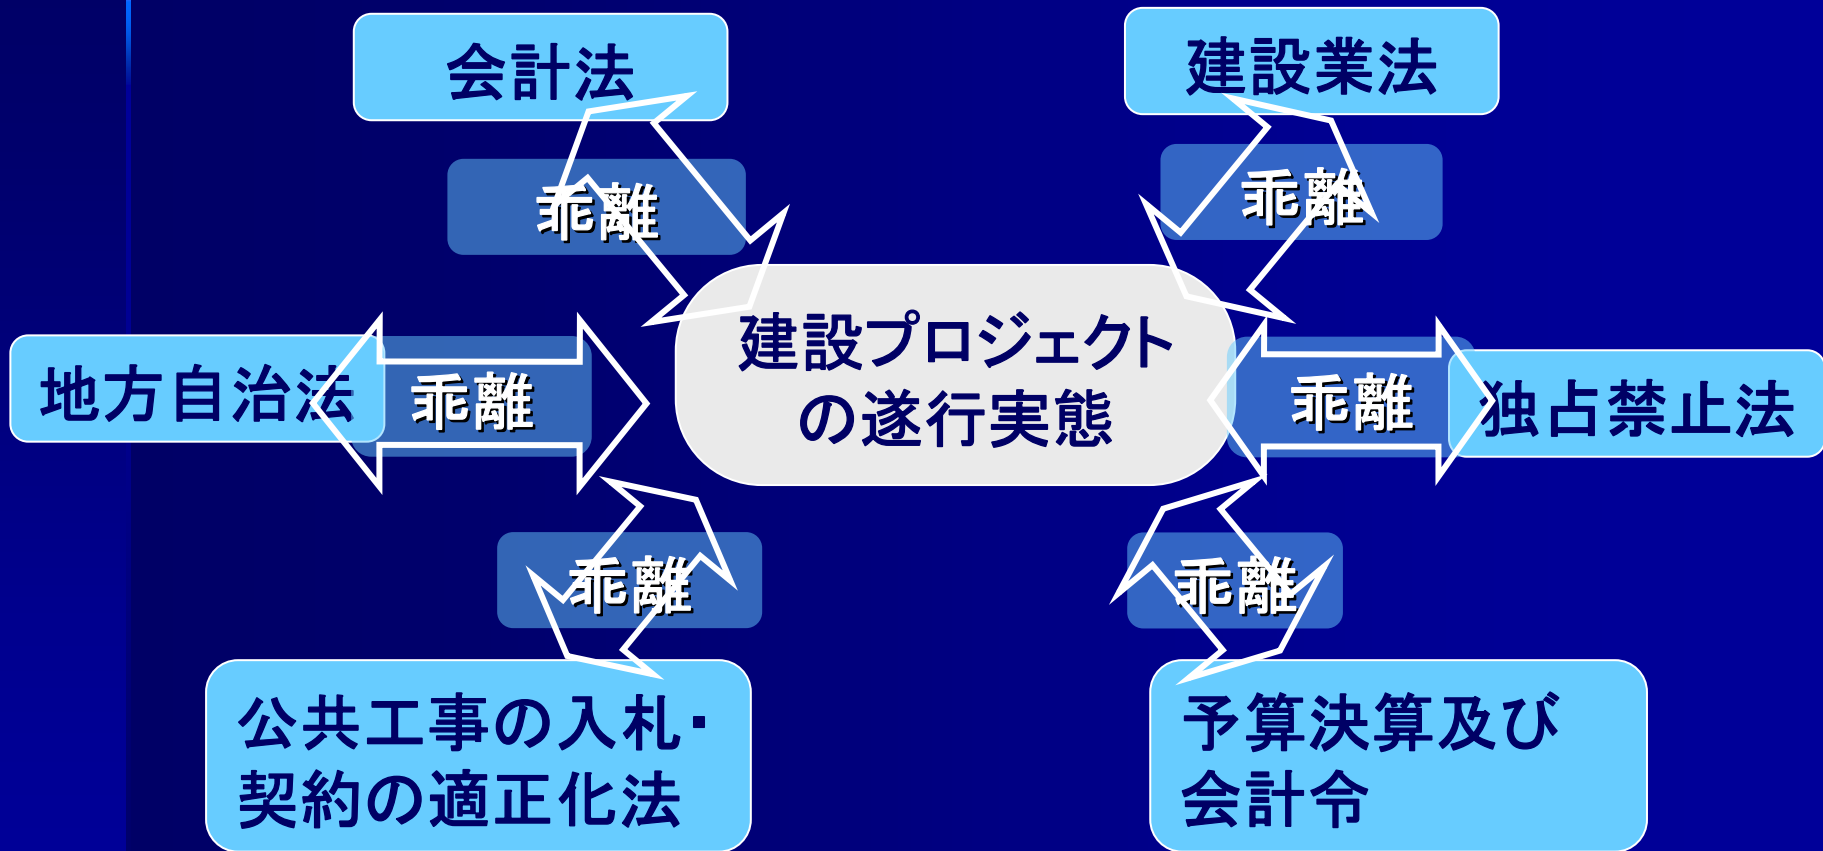 会計法
建設業法
乖離
乖離
建設プロジェクト
の遂行実態
地方自治法
乖離
乖離
独占禁止法
乖離
乖離
公共工事の入札・
契約の適正化法
予算決算及び
会計令